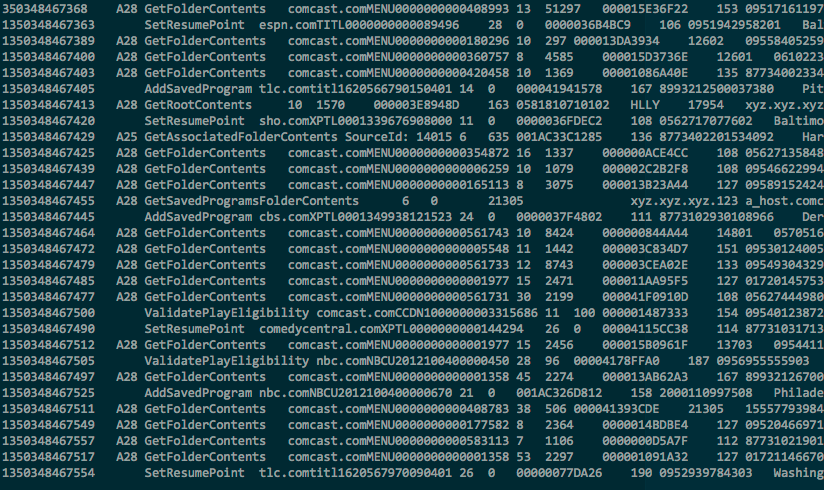 350348467368    A28 GetFolderContents   comcast.comMENU0000000000408993 13  51297   000015E36F22    153 09517161197
1350348467363       SetResumePoint  espn.comTITL0000000000089496    28  0   0000036B4BC9    106 0951942958201   Bal
1350348467389   A28 GetFolderContents   comcast.comMENU0000000000180296 10  297 000013DA3934    12602   09558405259
1350348467400   A28 GetFolderContents   comcast.comMENU0000000000360757 8   4585    000015D3736E    12601   0610223
1350348467403   A28 GetFolderContents   comcast.comMENU0000000000420458 10  1369    00001086A40E    135 87734002334
1350348467405       AddSavedProgram tlc.comtitl1620566790150401 14  0   000041941578    167 8993212500037380    Pit
1350348467413   A28 GetRootContents     10  1570    000003E8948D    163 0581810710102   HLLY    17954   xyz.xyz.xyz
1350348467420       SetResumePoint  sho.comXPTL0001339676908000 11  0   0000036FDEC2    108 0562717077602   Baltimo
1350348467429   A25 GetAssociatedFolderContents SourceId: 14015 6   635 001AC33C1285    136 8773402201534092    Har
1350348467425   A28 GetFolderContents   comcast.comMENU0000000000354872 16  1337    000000ACE4CC    108 05627135848
1350348467439   A28 GetFolderContents   comcast.comMENU0000000000006259 10  1079    000002C2B2F8    108 09546622994
1350348467447   A28 GetFolderContents   comcast.comMENU0000000000165113 8   3075    000013B23A44    127 09589152424
1350348467455   A28 GetSavedProgramsFolderContents      6   0       21305               xyz.xyz.xyz.123 a_host.comc
1350348467445       AddSavedProgram cbs.comXPTL0001349938121523 24  0   0000037F4802    111 8773102930108966    Der
1350348467464   A28 GetFolderContents   comcast.comMENU0000000000561743 10  8424    000000844A44    14801   0570516
1350348467472   A28 GetFolderContents   comcast.comMENU0000000000005548 11  1442    000003C834D7    151 09530124005
1350348467479   A28 GetFolderContents   comcast.comMENU0000000000561733 12  8743    000003CEA02E    133 09549304329
1350348467485   A28 GetFolderContents   comcast.comMENU0000000000001977 15  2471    000011AA95F5    127 01720145753
1350348467477   A28 GetFolderContents   comcast.comMENU0000000000561731 30  2199    000041F0910D    108 05627444980
1350348467500       ValidatePlayEligibility comcast.comCCDN1000000003315686 11  100 000001487333    154 09540123872
1350348467490       SetResumePoint  comedycentral.comXPTL0000000000144294   26  0   00004115CC38    114 87731031713
1350348467512   A28 GetFolderContents   comcast.comMENU0000000000001977 15  2456    000015B0961F    13703   0954411
1350348467505       ValidatePlayEligibility nbc.comNBCU2012100400000450 28  96  00004178FFA0    187 0956955555903
1350348467497   A28 GetFolderContents   comcast.comMENU0000000000001358 45  2274    000013AB62A3    167 89932126700
1350348467525       AddSavedProgram nbc.comNBCU2012100400000670 21  0   001AC326D812    158 2000110997508   Philade
1350348467511   A28 GetFolderContents   comcast.comMENU0000000000408783 38  506 000041393CDE    21305   15557793984
1350348467549   A28 GetFolderContents   comcast.comMENU0000000000177582 8   2364    0000014BDBE4    127 09520466971
1350348467557   A28 GetFolderContents   comcast.comMENU0000000000583113 7   1106    0000000D5A7F    112 87731021901
1350348467517   A28 GetFolderContents   comcast.comMENU0000000000001358 53  2297    000001091A32    127 01721146670
1350348467554       SetResumePoint  tlc.comtitl1620567970090401 26  0   00000077DA26    190 0952939784303   Washing